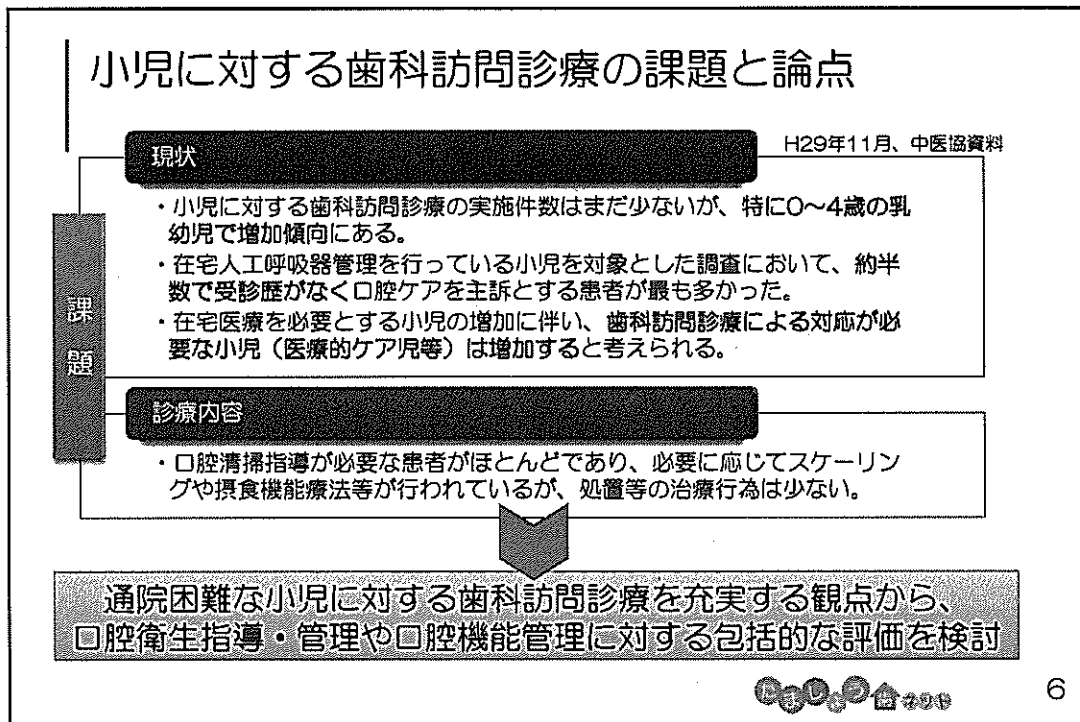 小児に対する歯科訪問診療の課題と論点
H29年11月、中医協資料
現状
・小児に対する歯科訪問診療の実施件数はまだ少ないが、特に0〜4歳の乳
幼児で増加傾向にある。
・在宅人工呼吸器管理を行っている小児を対象とした調査において、約半
数で受診歴がなく口腔ケアを主訴とする患者が最も多かった。
・在宅医療を必要とする小児の増加に伴い、歯科訪問診療による対応が必
要な小児（医療的ケア児等）は増加すると考えられる。
課題
診療内容
・口腔清掃指導が必要な患者がほとんどであり、必要に応じてスケーリン
グや摂食機能療法等が行われているが、処置等の治療行為は少ない。
通院困難な小児に対する歯科訪問診療を充実する観点から、
口腔衛生指導・管理や口腔機能管理に対する包括的な評価を検討
6